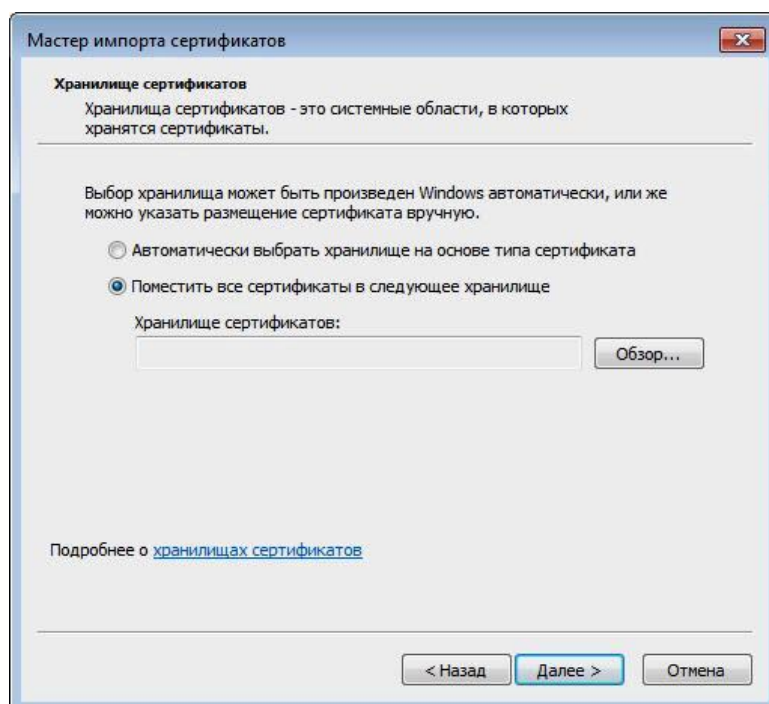 Мастер импорта сертификатов
Хранилище сертификатов
Хранилища сертификатов - это системные области, в которых
хранятся сертификаты.
Выбор хранилища может быть произведен Windows автоматически, или же
можно указать размещение сертификата вручную.
Автоматически выбрать хранилище на основе типа сертификата
Поместить все сертификаты в следующее хранилище
Хранилище сертификатов:
Обзор...
Подробнее о хранилищах сертификатов
< Назад Далее > Отмена